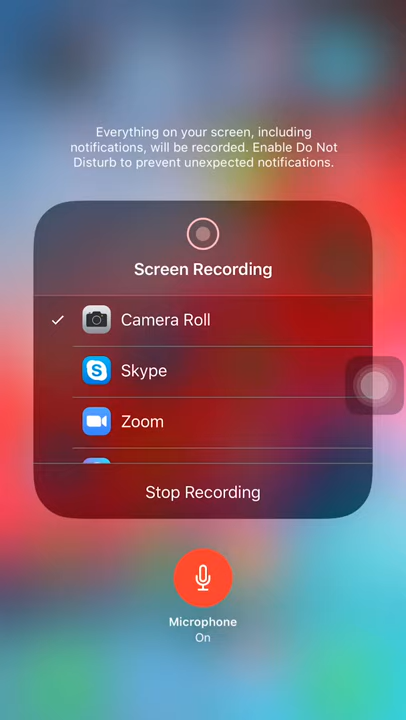 Everything on your screen, including
notifications, will be recorded. Enable Do Not
Disturb to prevent unexpected notifications.
Screen Recording
Camera Roll
Skype
Zoom
Stop Recording
Microphone
On